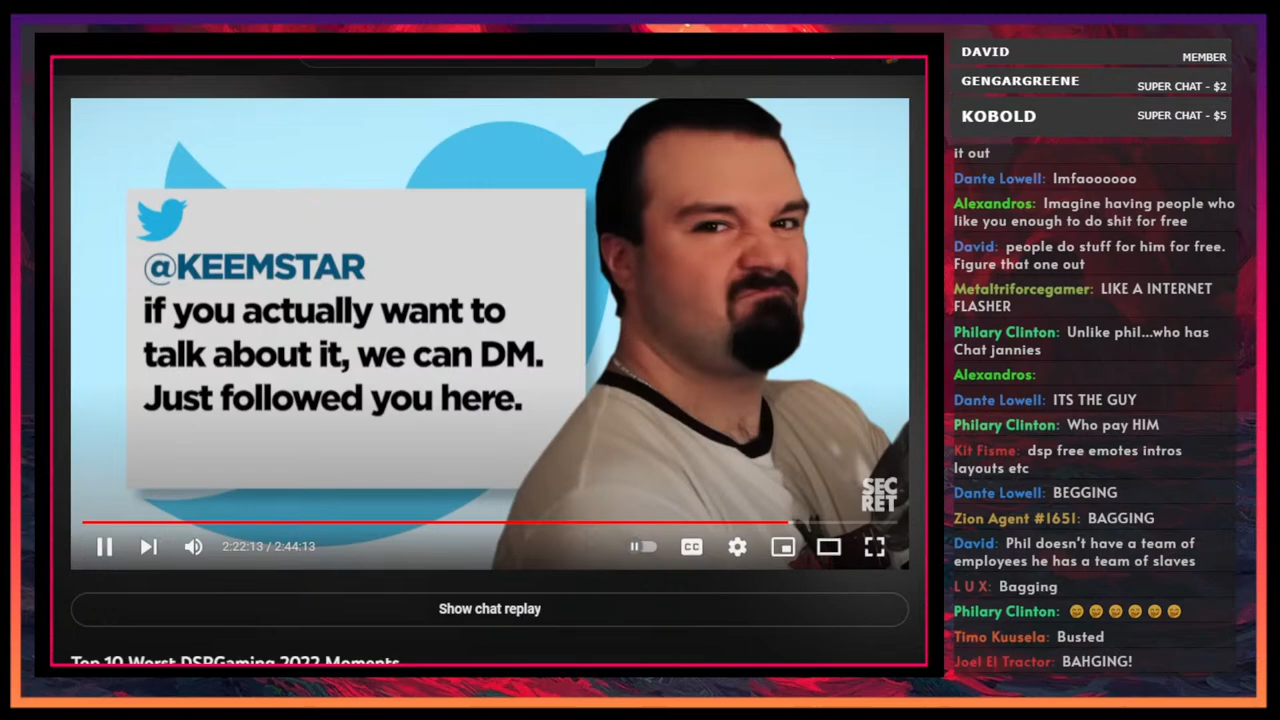 DAVID
MEMBER
GENGARGREENE
SUPER CHAT - $2
KOBOLD
SUPER CHAT - $5
@KEEMSTAR
if you actually want to
talk about it, we can DM.
Just followed you here.
SEC
RET
2:22:13 / 2:44:13
CC
Show chat replay
Top 10 Worst DSPGaming 2022 Moments
it out
Dante Lowell: lmfaoooooo
Alexandros: Imagine having people who
like you enough to do shit for free
David: people do stuff for him for free.
Figure that one out
Metaltriforcegamer: LIKE A INTERNET
FLASHER
Philary Clinton: Unlike phil...who has
Chat jannies
Alexandros:
Dante Lowell: ITS THE GUY
Philary Clinton: Who pay HIM
Kit Fisme: dsp free emotes intros
layouts etc
Dante Lowell: BEGGING
Zion Agent #1651: BAGGING
David: Phil doesn't have a team of
employees he has a team of slaves
L U X: Bagging
Philary Clinton: 😄😄😄😄😄😄
Timo Kuusela: Busted
Joel El Tractor: BAHGING!